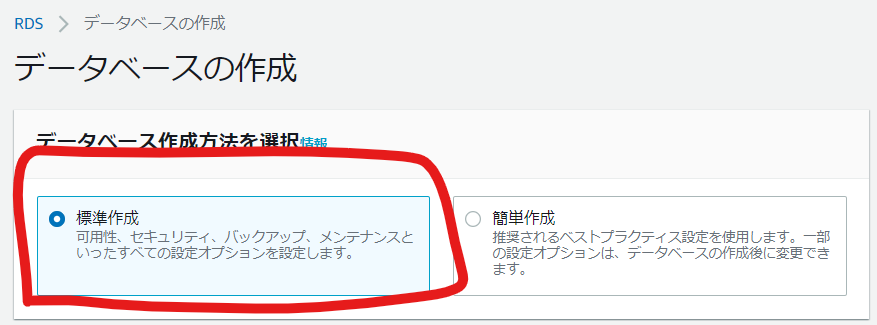 RDS > データベースの作成
データベースの作成
データベース作成方法を選択 情報
標準作成
可用性、セキュリティ、バックアップ、メンテナンスと
いったすべての設定オプションを設定します。
簡単作成
推奨されるベストプラクティス設定を使用します。一部
の設定オプションは、データベースの作成後に変更でき
ます。